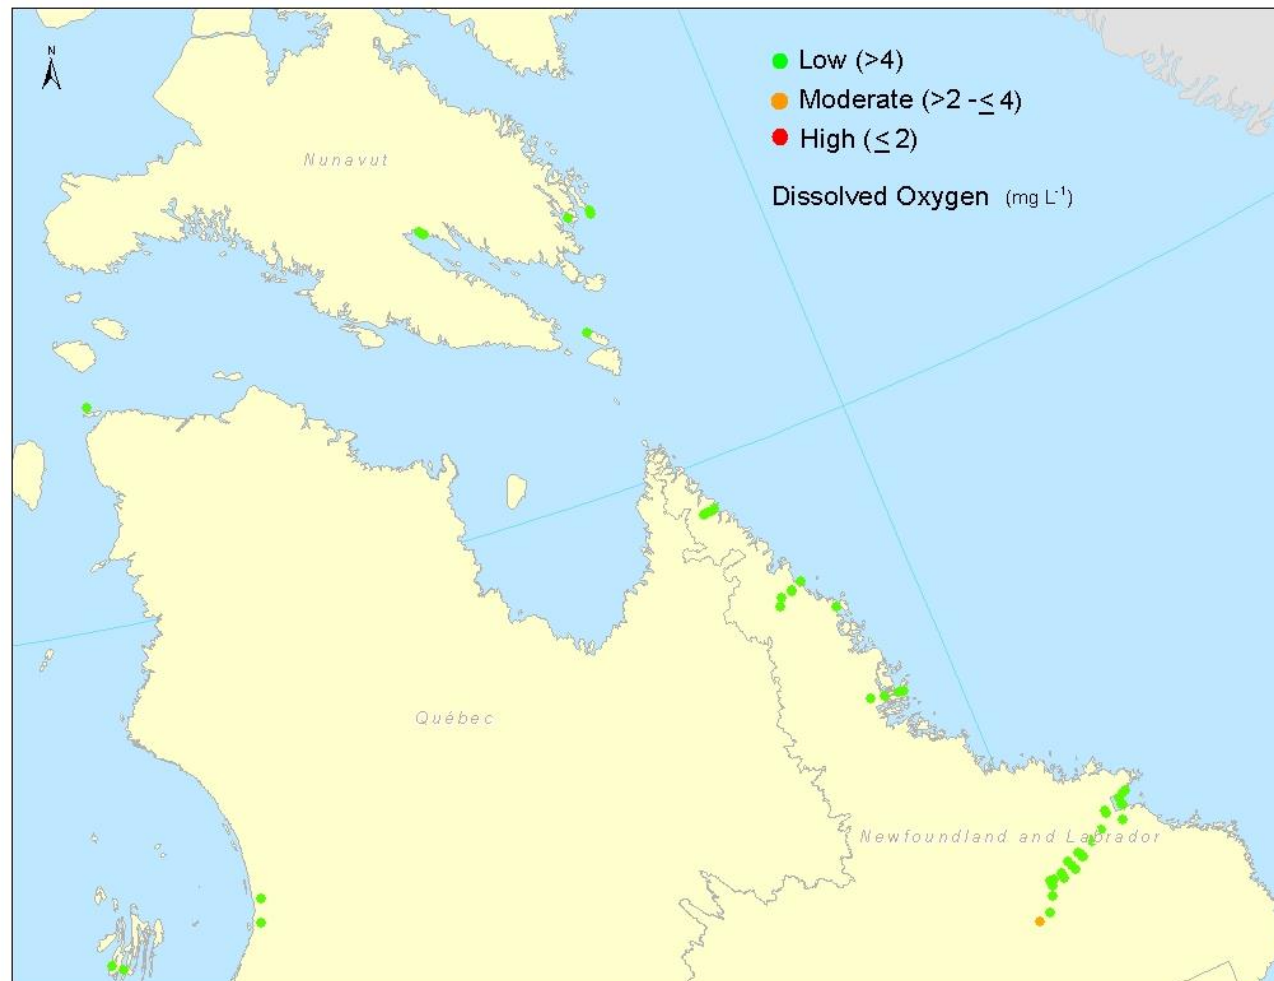 N
Low (>4)
Moderate (>2 -≤ 4)
High (≤ 2)
Dissolved Oxygen (mg L⁻¹)
Nunavut
Québec
Newfoundland and Labrador